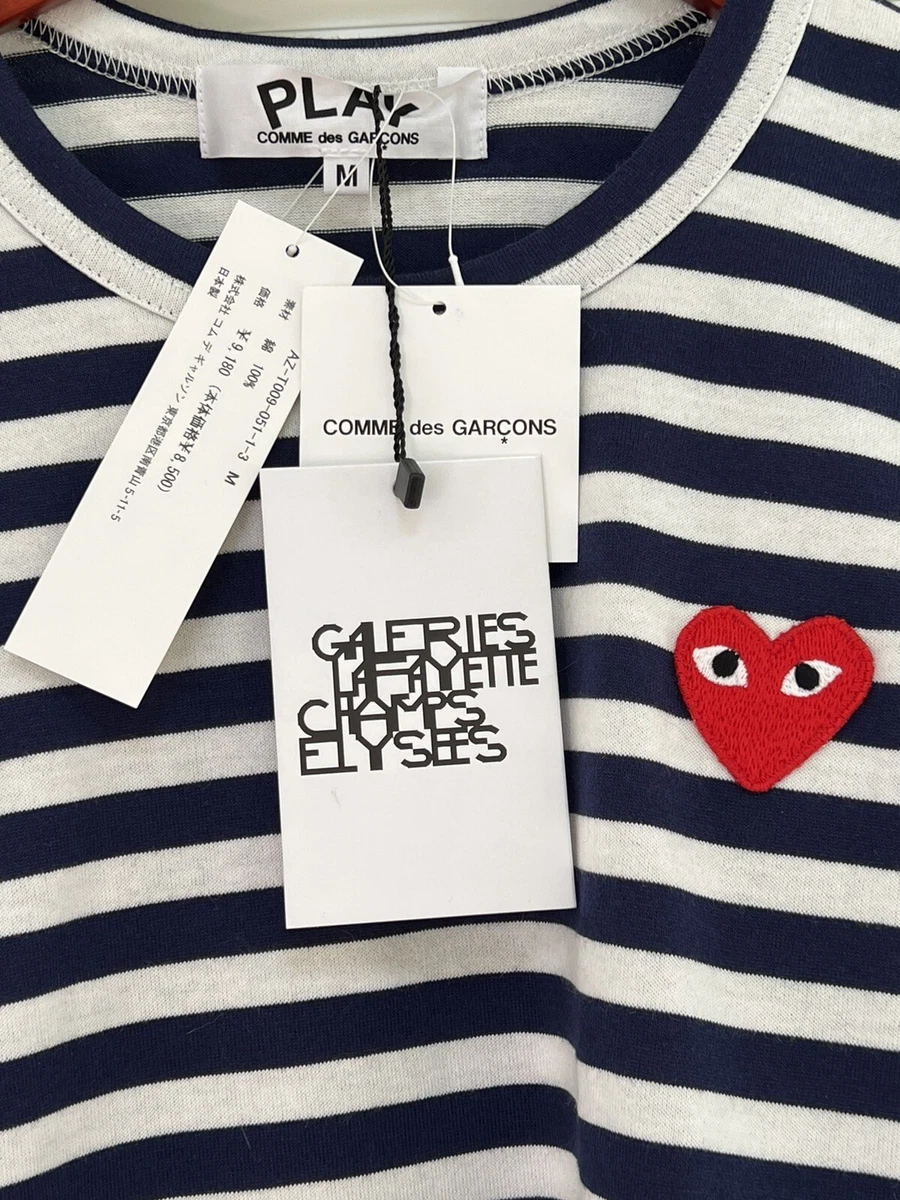 PLAY
COMME des GARÇONS
M
AZ-T009-051-1-3 M
素材 綿 100%
価格 ¥9,180 (本体価格¥8,500)
株式会社 コム デ ギャルソン 東京都港区南青山5-11-5
日本製
COMME des GARÇONS
GALERIES
LAFAYETTE
CHAMPS
ELYSEES